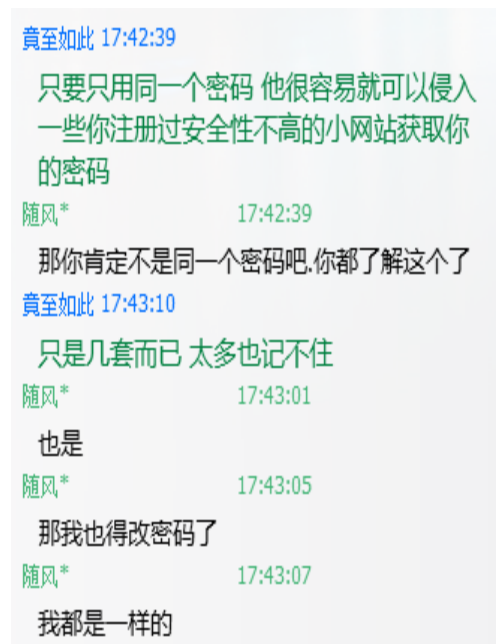 竟至如此 17:42:39
只要只用同一个密码 他很容易就可以侵入
一些你注册过安全性不高的小网站获取你
的密码
随风* 17:42:39
那你肯定不是同一个密码吧.你都了解这个了
竟至如此 17:43:10
只是几套而已 太多也记不住
随风* 17:43:01
也是
随风* 17:43:05
那我也得改密码了
随风* 17:43:07
我都是一样的